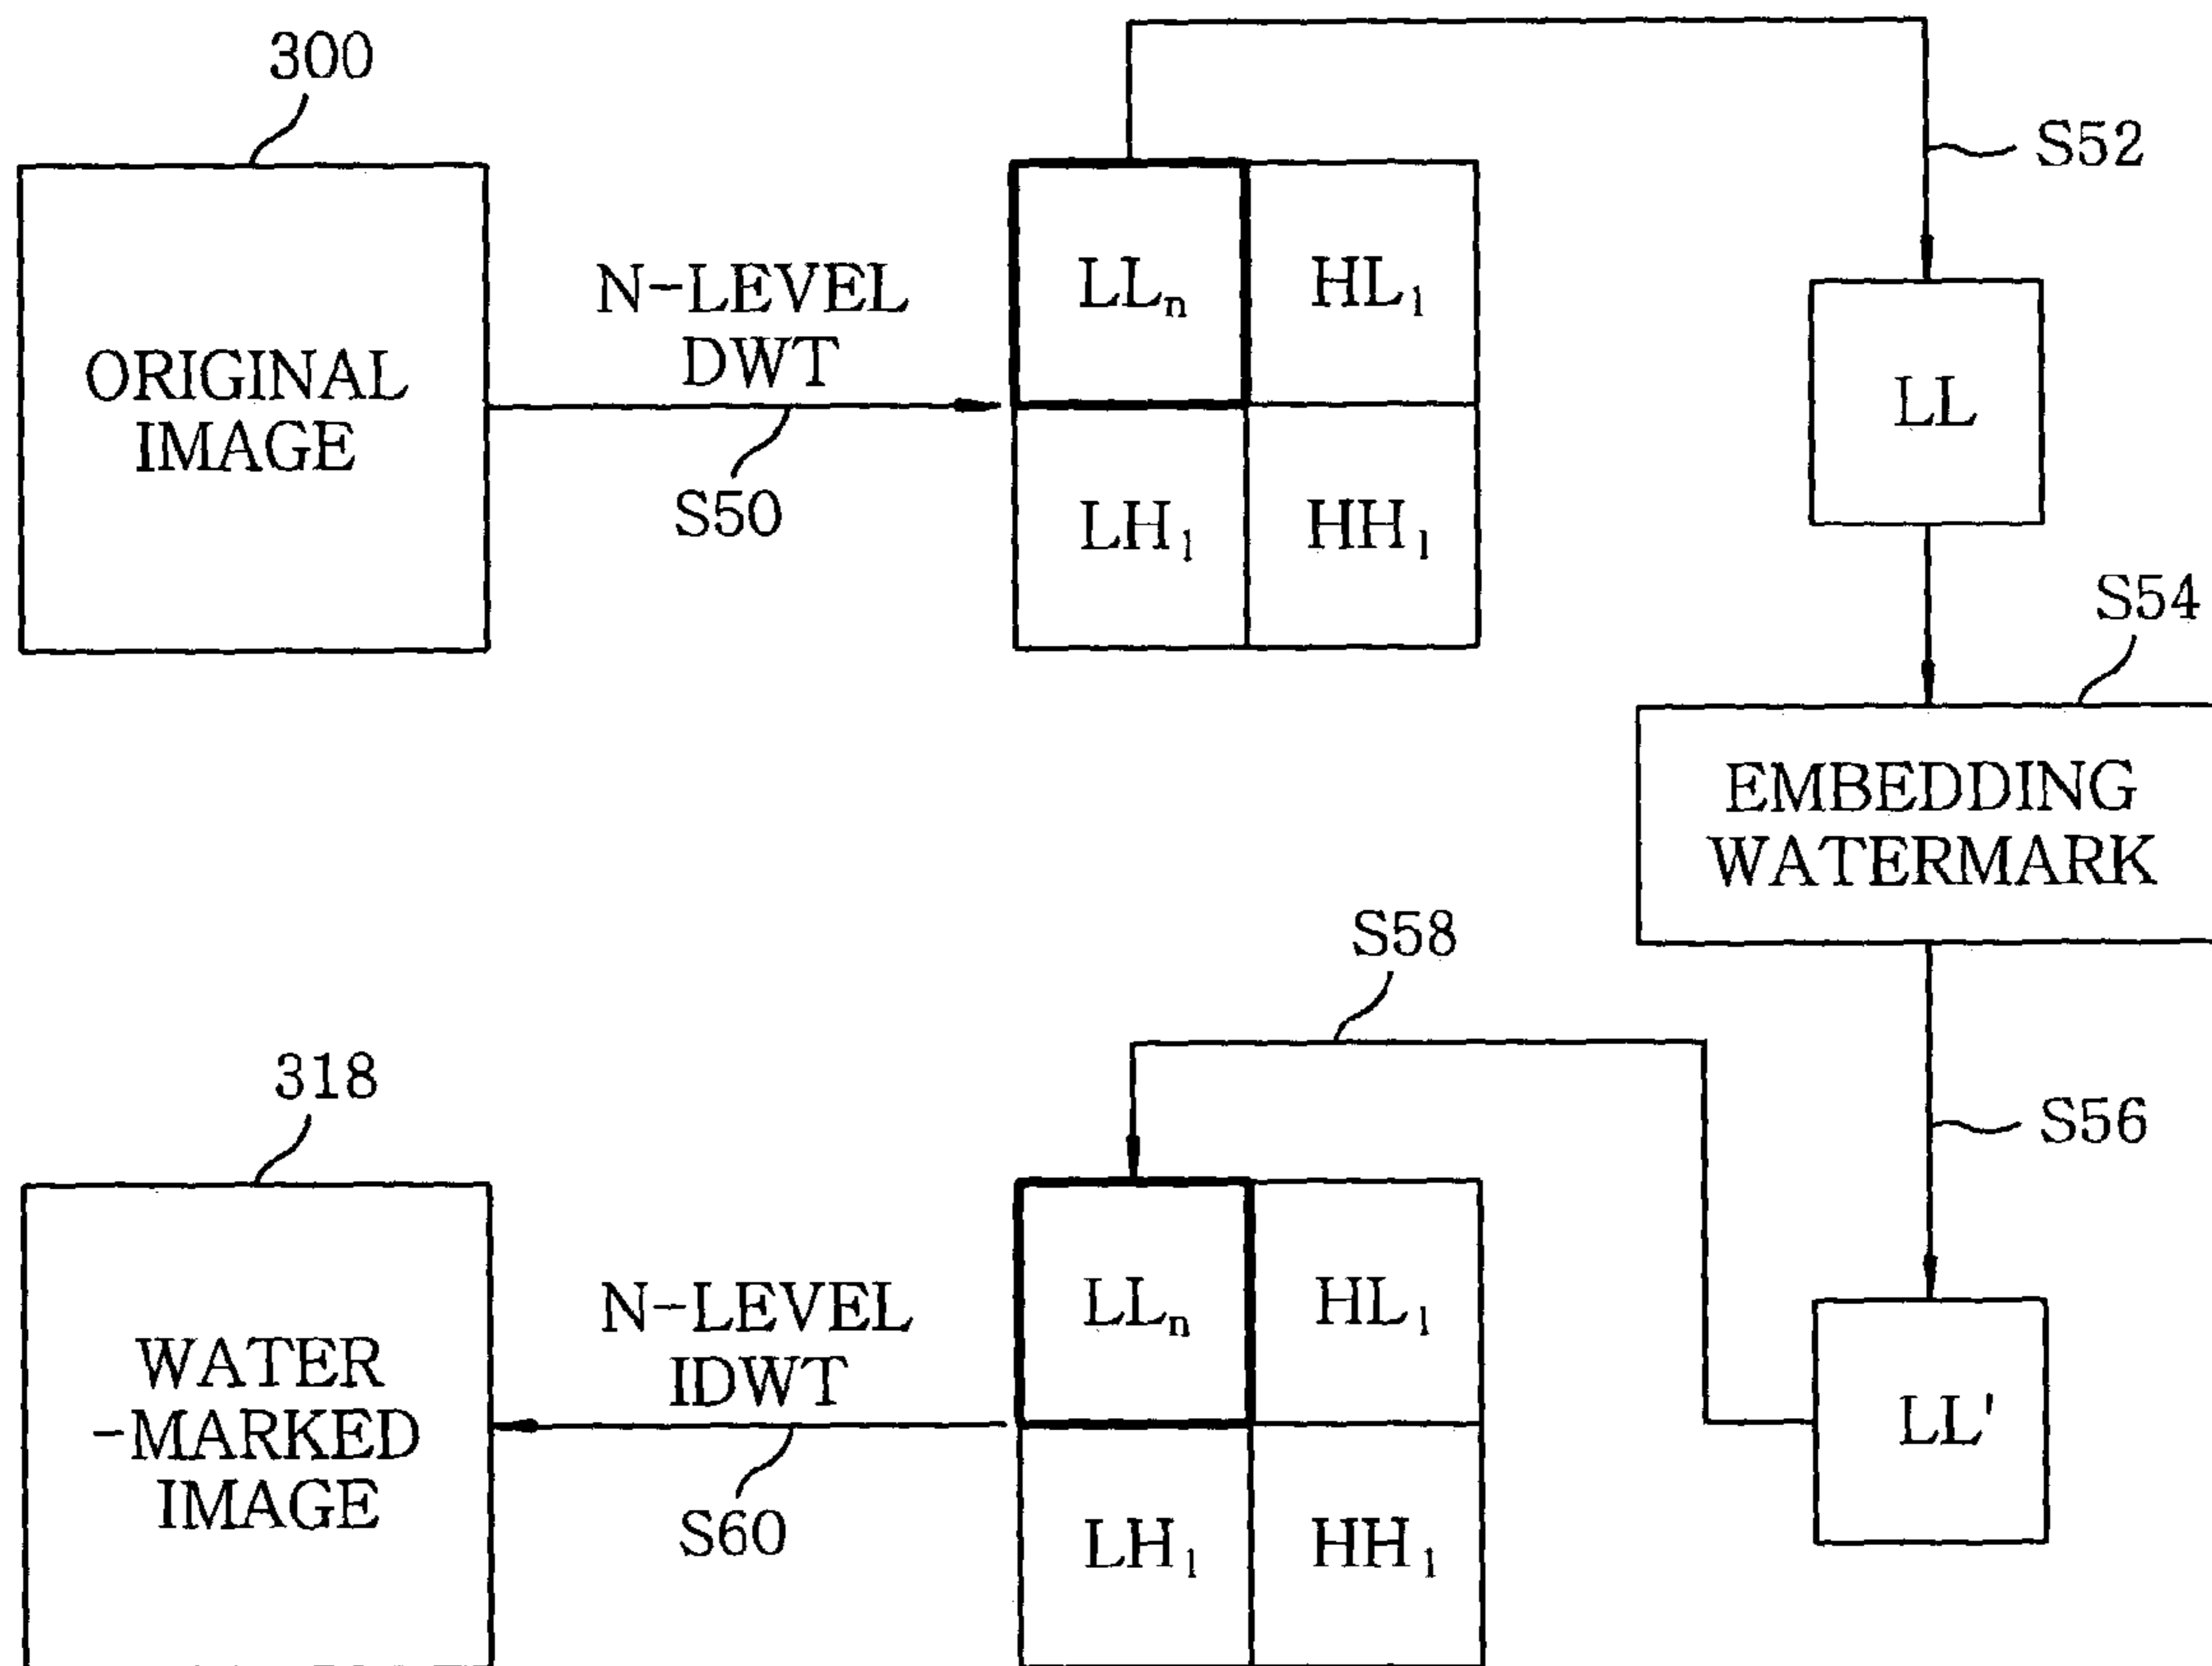 300
S52
ORIGINAL
IMAGE
N-LEVEL
DWT
S50
LLₙ
HL₁
LH₁
HH₁
LL
S54
EMBEDDING
WATERMARK
S58
S56
318
WATER
-MARKED
IMAGE
N-LEVEL
IDWT
S60
LLₙ
HL₁
LH₁
HH₁
LL'